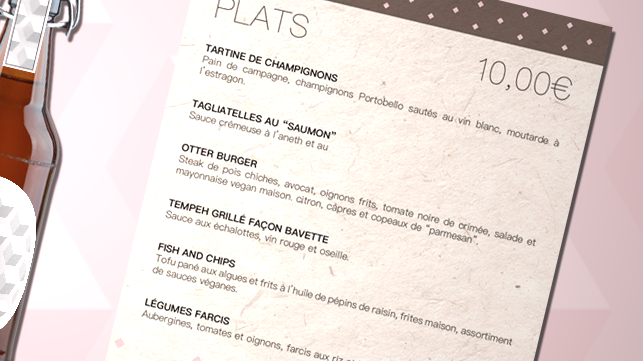 PLATS
10,00€
TARTINE DE CHAMPIGNONS
Pain de campagne, champignons Portobello sautés au vin blanc, moutarde à
l'estragon.
TAGLIATELLES AU “SAUMON”
Sauce crémeuse à l'aneth et au
OTTER BURGER
Steak de pois chiches, avocat, oignons frits, tomate noire de crimée, salade et
mayonnaise vegan maison. citron, câpres et copeaux de “parmesan”.
TEMPEH GRILLÉ FAÇON BAVETTE
Sauce aux échalottes, vin rouge et oseille.
FISH AND CHIPS
Tofu pané aux algues et frits à l'huile de pépins de raisin, frites maison, assortiment
de sauces véganes.
LÉGUMES FARCIS
Aubergines, tomates et oignons, farcis aux riz